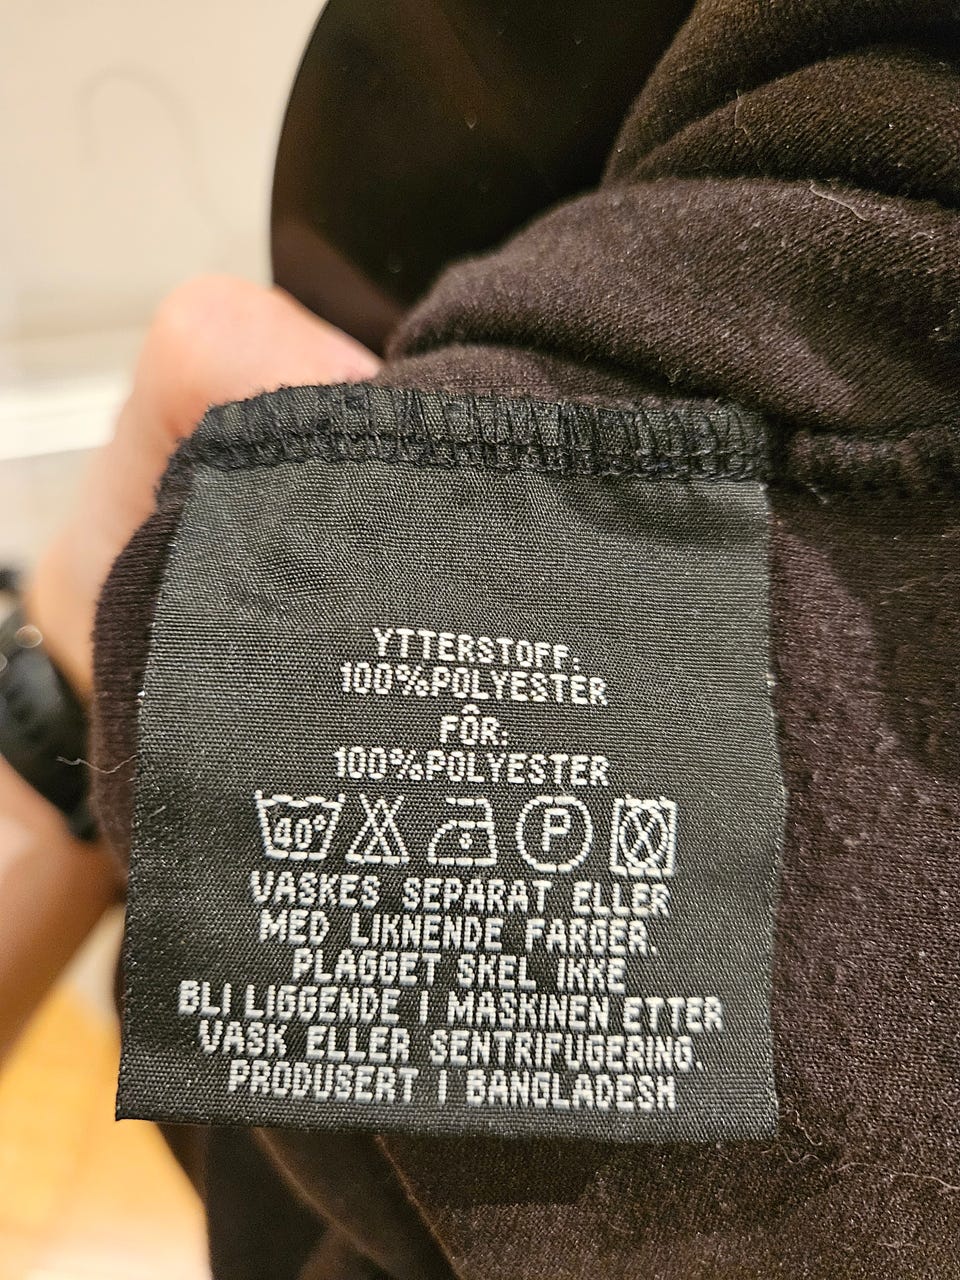 YTTERSTOFF:
100%POLYESTER
FÔR:
100%POLYESTER
40° P
VASKES SEPARAT ELLER
MED LIKNENDE FARGER.
PLAGGET SKEL IKKE
BLI LIGGENDE I MASKINEN ETTER
VASK ELLER SENTRIFUGERING.
PRODUSERT I BANGLADESH